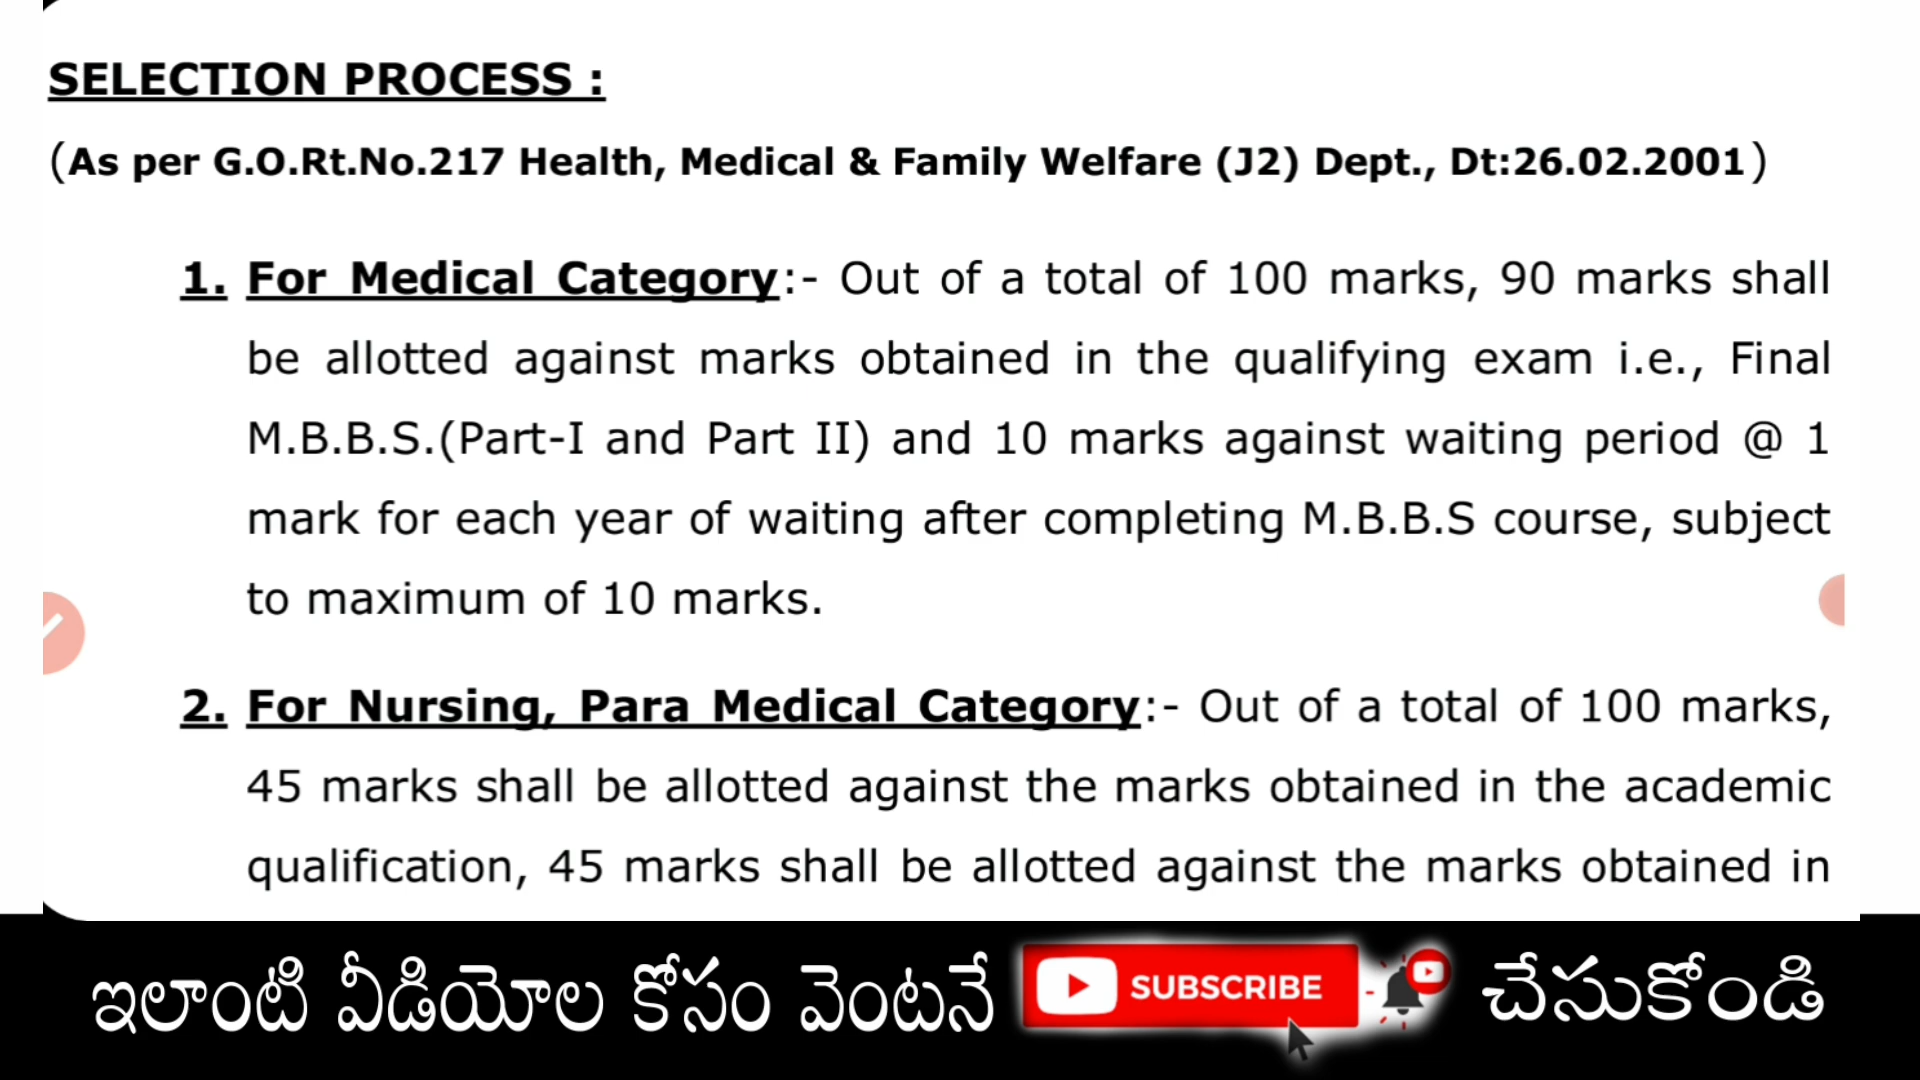 SELECTION PROCESS :
(As per G.O.Rt.No.217 Health, Medical & Family Welfare (J2) Dept., Dt:26.02.2001)
1. For Medical Category:- Out of a total of 100 marks, 90 marks shall
be allotted against marks obtained in the qualifying exam i.e., Final
M.B.B.S.(Part-I and Part II) and 10 marks against waiting period @ 1
mark for each year of waiting after completing M.B.B.S course, subject
to maximum of 10 marks.
2. For Nursing, Para Medical Category:- Out of a total of 100 marks,
45 marks shall be allotted against the marks obtained in the academic
qualification, 45 marks shall be allotted against the marks obtained in
ఇలాంటి వీడియోల కోసం వెంటనే SUBSCRIBE చేసుకోండి